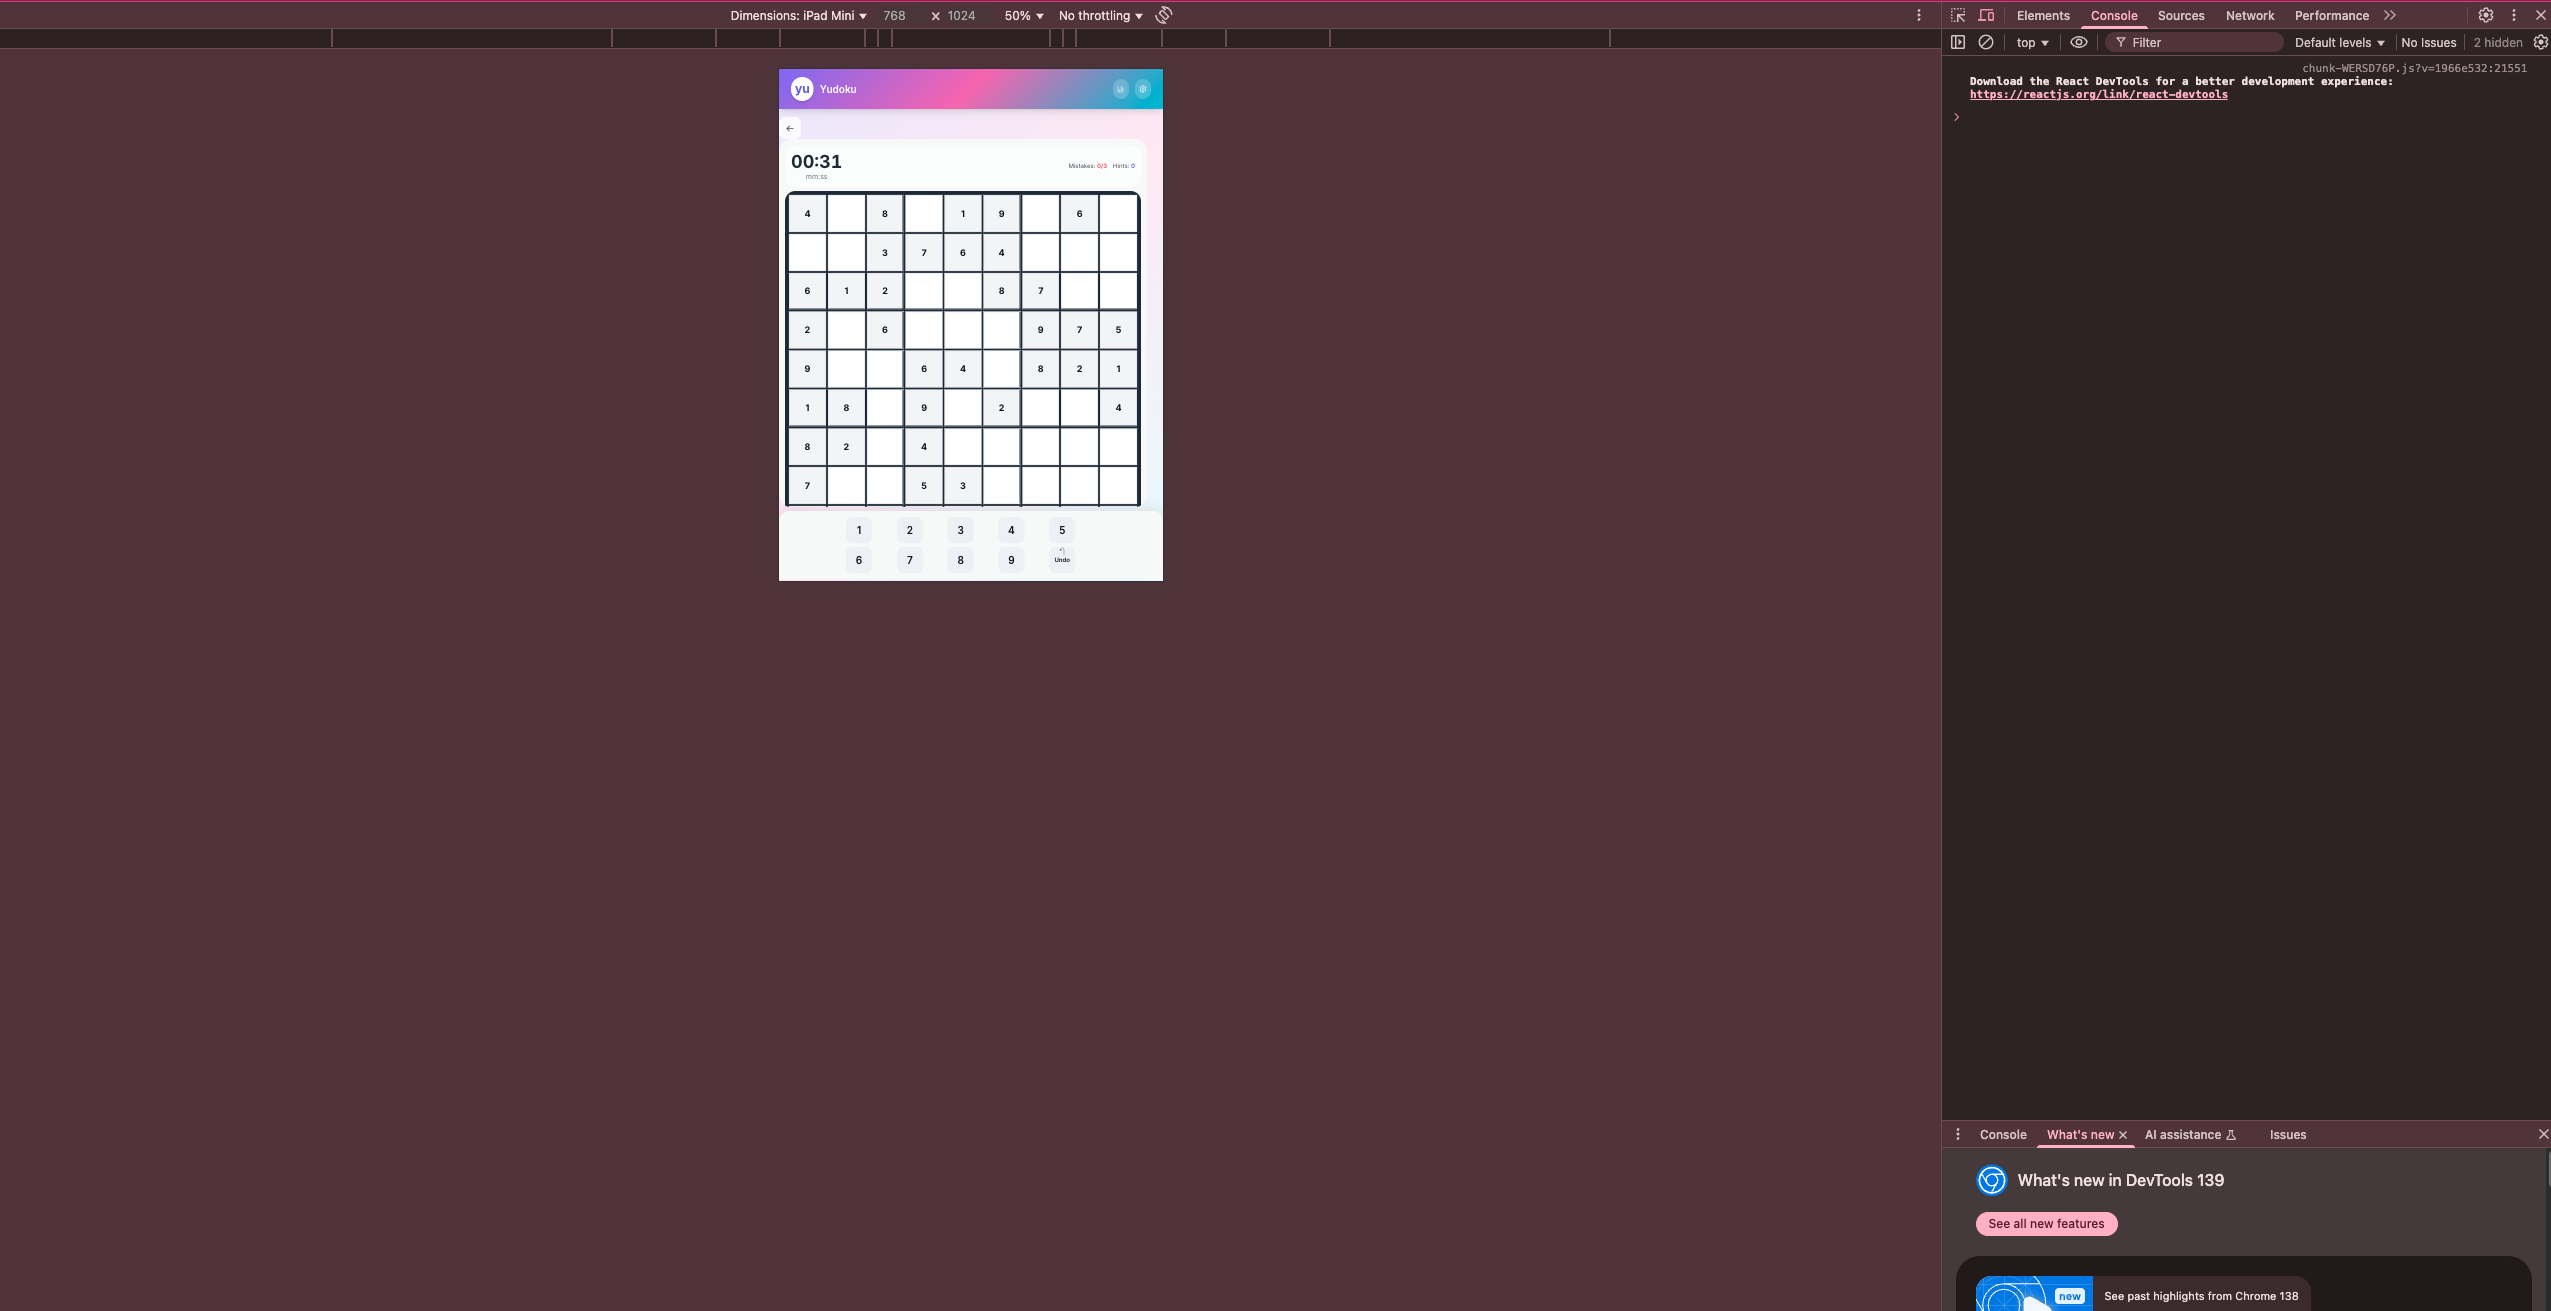 Dimensions: iPad Mini 768 × 1024 50% No throttling
yu Yudoku
00:31
mm:ss
Mistakes: 0/3 Hints: 0
4 8 1 9 6
3 7 6 4
6 1 2 8 7
2 6 9 7 5
9 6 4 8 2 1
1 8 9 2 4
8 2 4
7 5 3
1 2 3 4 5
6 7 8 9 Undo
Elements Console Sources Network Performance
top Filter Default levels No Issues 2 hidden
chunk-WERSD76P.js?v=1966e532:21551
Download the React DevTools for a better development experience:
https://reactjs.org/link/react-devtools
Console What's new AI assistance Issues
What's new in DevTools 139
See all new features
new See past highlights from Chrome 138